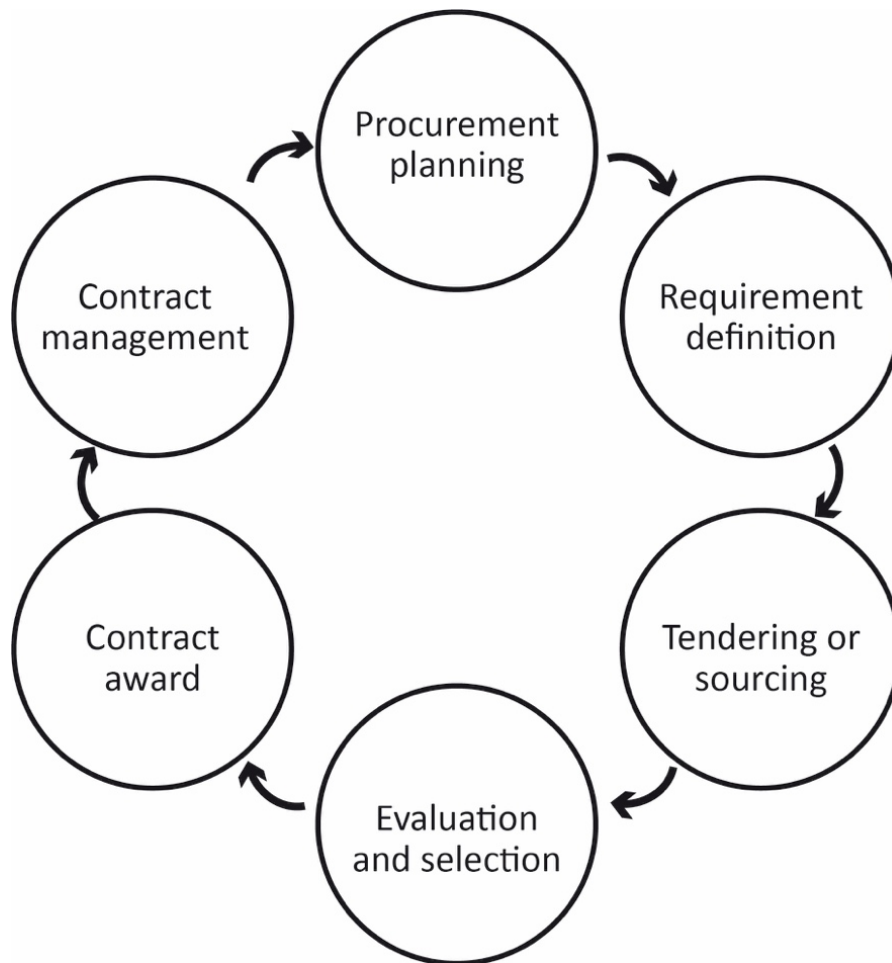 Procurement
planning
Requirement
definition
Tendering or
sourcing
Evaluation
and selection
Contract
award
Contract
management